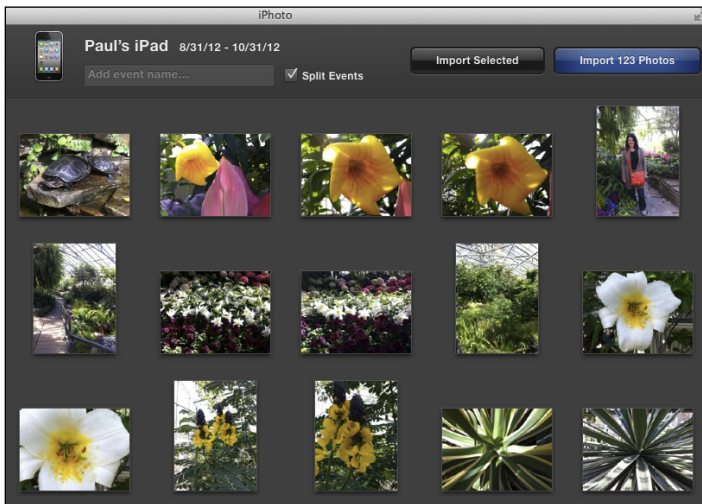 iPhoto
Paul's iPad 8/31/12 - 10/31/12
Add event name...
Split Events
Import Selected
Import 123 Photos